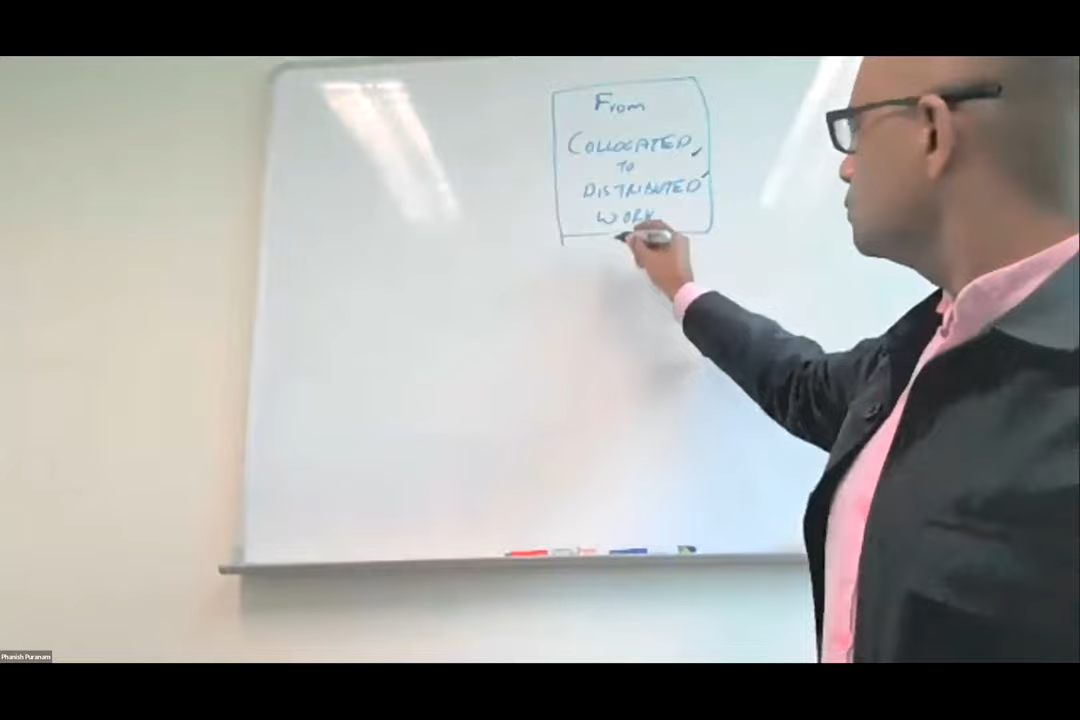 From
COLLOCATED
TO
DISTRIBUTED
WORK
Phanish Puranam